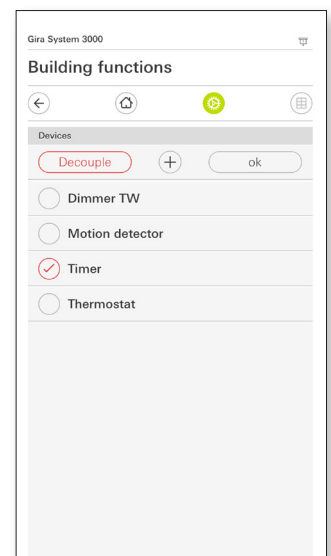 Gira System 3000
Building functions
Devices
Decouple
ok
Dimmer TW
Motion detector
Timer
Thermostat